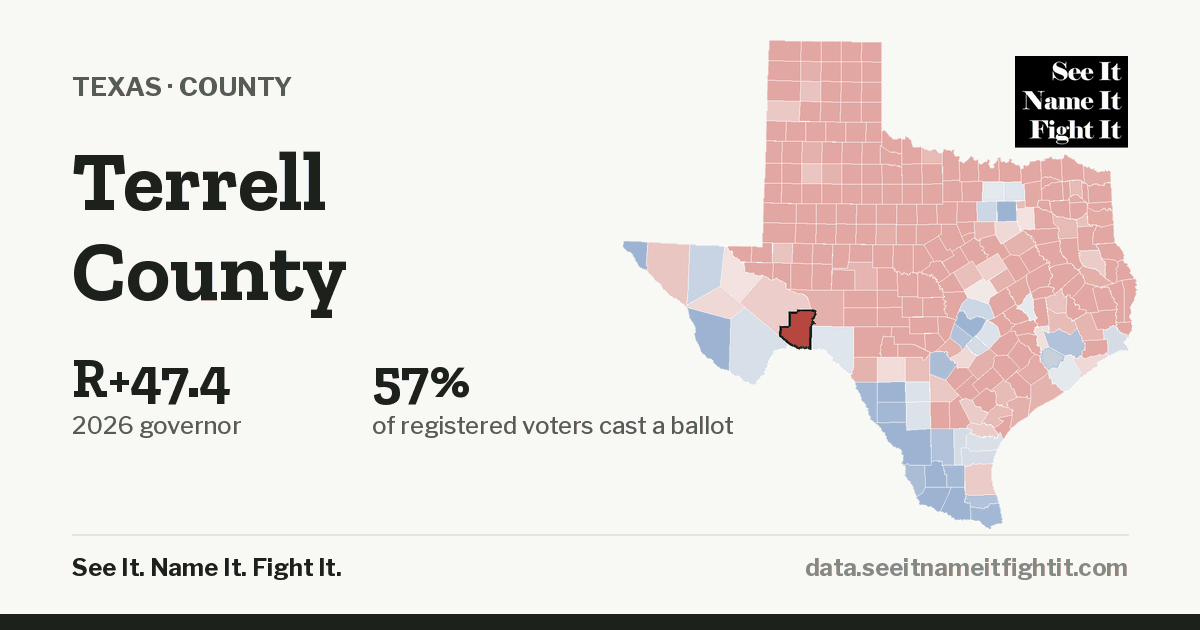 TEXAS · COUNTY
Terrell
County
R+47.4
2026 governor
57%
of registered voters cast a ballot
See It
Name It
Fight It
See It. Name It. Fight It.
data.seeitnameitfightit.com